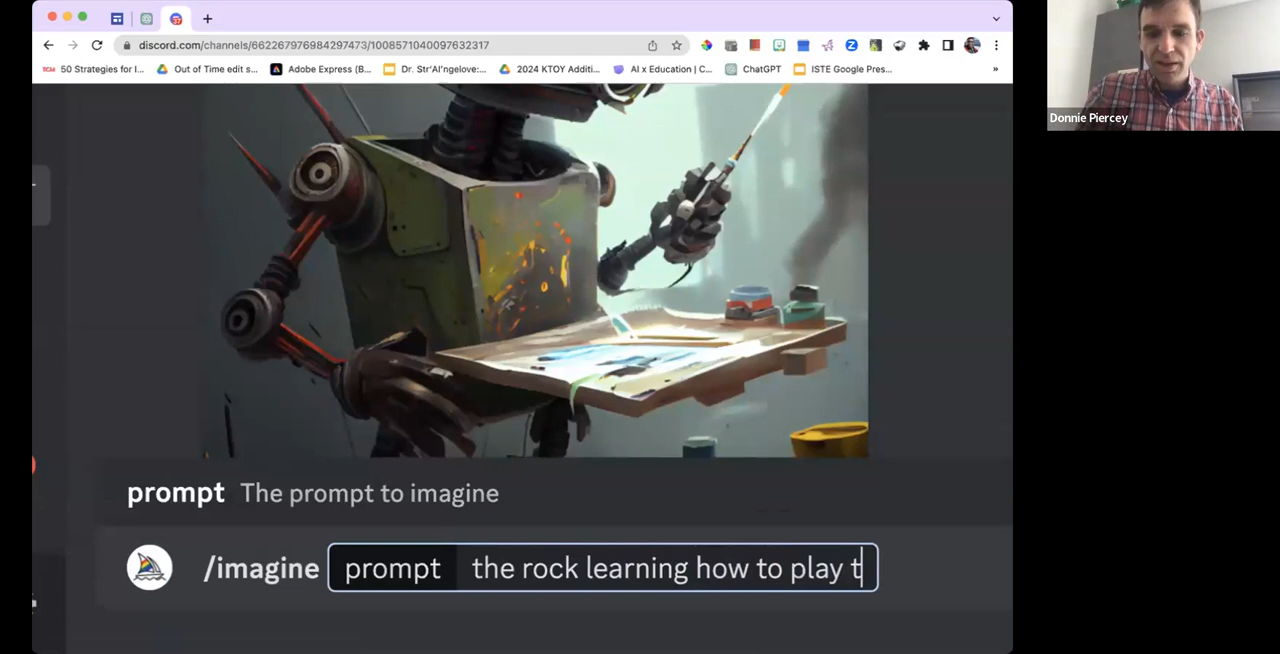 discord.com/channels/662267976984297473/1008571040097632317
TCM 50 Strategies for I... Out of Time edit s... Adobe Express (B... Dr. Str'AI'ngelove:... 2024 KTOY Additi... AI x Education | C... ChatGPT ISTE Google Pres... »
Donnie Piercey
prompt The prompt to imagine
/imagine prompt the rock learning how to play t